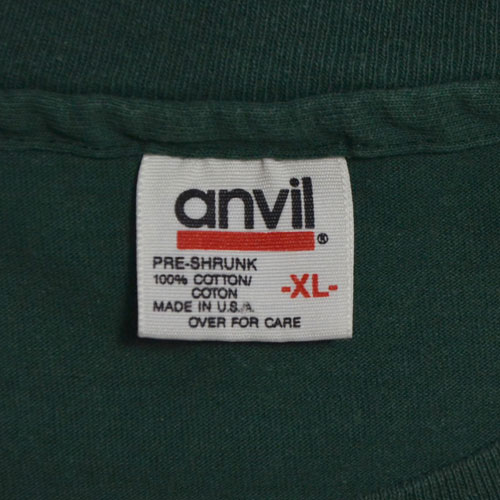 anvil®
PRE-SHRUNK
100% COTTON/
COTON
-XL-
MADE IN U.S.A.
OVER FOR CARE